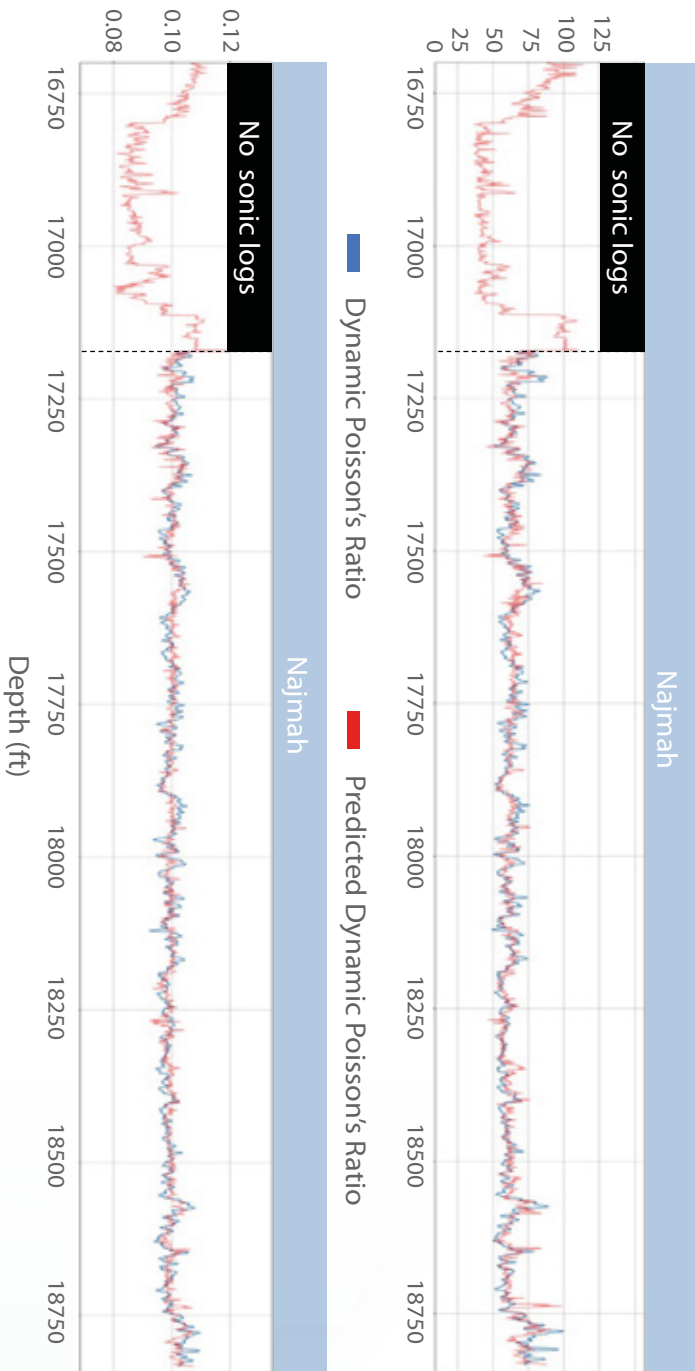 Najmah
No sonic logs
125
100
75
50
25
0
16750 17000 17250 17500 17750 18000 18250 18500 18750
Dynamic Poisson's Ratio Predicted Dynamic Poisson's Ratio
Najmah
No sonic logs
0.12
0.10
0.08
16750 17000 17250 17500 17750 18000 18250 18500 18750
Depth (ft)